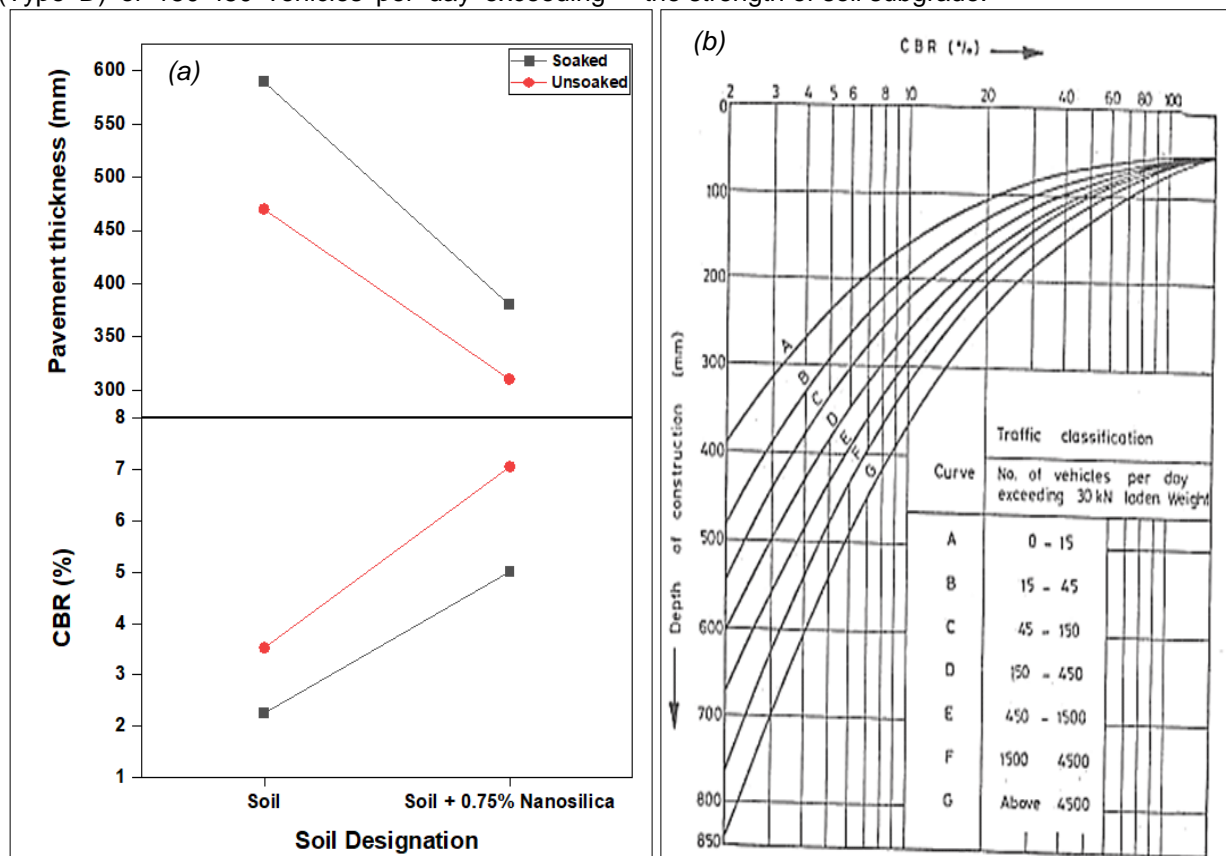 (Type D) of 150-450 vehicles per day exceeding the strength of soil subgrade.
(a)
Soaked
Unsoaked
Pavement thickness (mm)
600
550
500
450
400
350
300
CBR (%)
8
7
6
5
4
3
2
1
Soil
Soil + 0.75% Nanosilica
Soil Designation
(b)
CBR (%)
2 3 4 5 6 8 10 20 40 60 80 100
0
100
200
300
400
500
600
700
800
850
Depth of construction (mm)
A
B
C
D
E
F
G
Traffic classification
Curve
No. of vehicles per day
exceeding 30 kN laden Weight
A 0 - 15
B 15 - 45
C 45 - 150
D 150 - 450
E 450 - 1500
F 1500 4500
G Above 4500